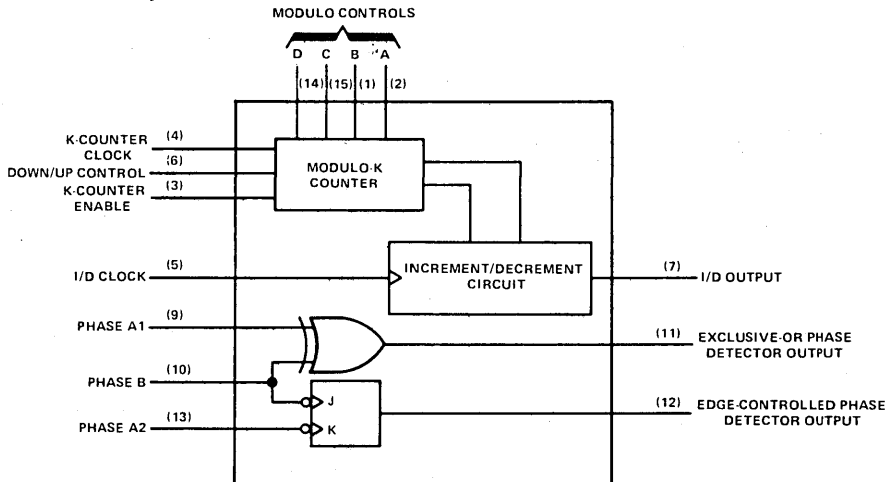 MODULO CONTROLS
D C B A
(14) (15) (1) (2)
K-COUNTER
CLOCK
(4)
DOWN/UP CONTROL
(6)
K-COUNTER
ENABLE
(3)
MODULO-K
COUNTER
I/D CLOCK
(5)
INCREMENT/DECREMENT
CIRCUIT
(7)
I/D OUTPUT
PHASE A1
(9)
(11)
EXCLUSIVE-OR PHASE
DETECTOR OUTPUT
PHASE B
(10)
J
K
(12)
EDGE-CONTROLLED PHASE
DETECTOR OUTPUT
PHASE A2
(13)